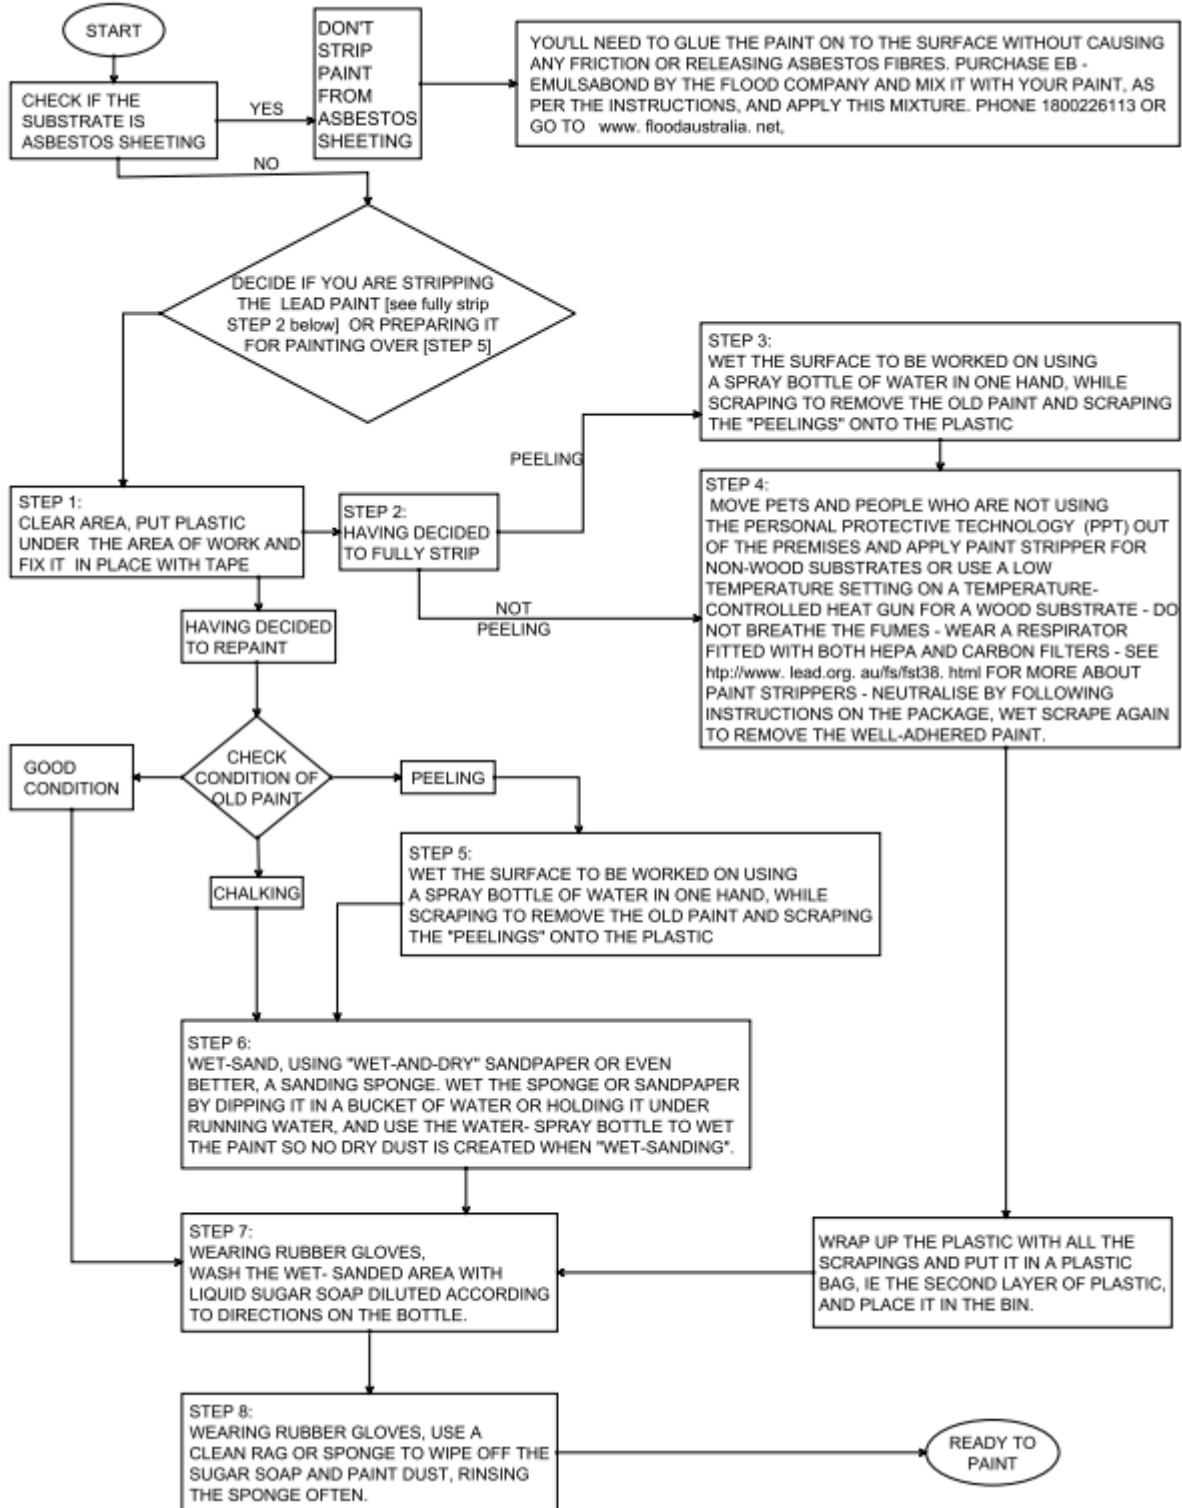 START
CHECK IF THE
SUBSTRATE IS
ASBESTOS SHEETING
YES
DON'T
STRIP
PAINT
FROM
ASBESTOS
SHEETING
YOU'LL NEED TO GLUE THE PAINT ON TO THE SURFACE WITHOUT CAUSING
ANY FRICTION OR RELEASING ASBESTOS FIBRES. PURCHASE EB -
EMULSABOND BY THE FLOOD COMPANY AND MIX IT WITH YOUR PAINT, AS
PER THE INSTRUCTIONS, AND APPLY THIS MIXTURE. PHONE 1800226113 OR
GO TO www. floodaustralia. net,
NO
DECIDE IF YOU ARE STRIPPING
THE LEAD PAINT [see fully strip
STEP 2 below] OR PREPARING IT
FOR PAINTING OVER [STEP 5]
STEP 1:
CLEAR AREA, PUT PLASTIC
UNDER THE AREA OF WORK AND
FIX IT IN PLACE WITH TAPE
STEP 2:
HAVING DECIDED
TO FULLY STRIP
PEELING
NOT
PEELING
STEP 3:
WET THE SURFACE TO BE WORKED ON USING
A SPRAY BOTTLE OF WATER IN ONE HAND, WHILE
SCRAPING TO REMOVE THE OLD PAINT AND SCRAPING
THE "PEELINGS" ONTO THE PLASTIC
STEP 4:
MOVE PETS AND PEOPLE WHO ARE NOT USING
THE PERSONAL PROTECTIVE TECHNOLOGY (PPT) OUT
OF THE PREMISES AND APPLY PAINT STRIPPER FOR
NON-WOOD SUBSTRATES OR USE A LOW
TEMPERATURE SETTING ON A TEMPERATURE-
CONTROLLED HEAT GUN FOR A WOOD SUBSTRATE - DO
NOT BREATHE THE FUMES - WEAR A RESPIRATOR
FITTED WITH BOTH HEPA AND CARBON FILTERS - SEE
htp://www. lead.org. au/fs/fst38. html FOR MORE ABOUT
PAINT STRIPPERS - NEUTRALISE BY FOLLOWING
INSTRUCTIONS ON THE PACKAGE, WET SCRAPE AGAIN
TO REMOVE THE WELL-ADHERED PAINT.
HAVING DECIDED
TO REPAINT
CHECK
CONDITION OF
OLD PAINT
GOOD
CONDITION
PEELING
CHALKING
STEP 5:
WET THE SURFACE TO BE WORKED ON USING
A SPRAY BOTTLE OF WATER IN ONE HAND, WHILE
SCRAPING TO REMOVE THE OLD PAINT AND SCRAPING
THE "PEELINGS" ONTO THE PLASTIC
STEP 6:
WET-SAND, USING "WET-AND-DRY" SANDPAPER OR EVEN
BETTER, A SANDING SPONGE. WET THE SPONGE OR SANDPAPER
BY DIPPING IT IN A BUCKET OF WATER OR HOLDING IT UNDER
RUNNING WATER, AND USE THE WATER- SPRAY BOTTLE TO WET
THE PAINT SO NO DRY DUST IS CREATED WHEN "WET-SANDING".
STEP 7:
WEARING RUBBER GLOVES,
WASH THE WET- SANDED AREA WITH
LIQUID SUGAR SOAP DILUTED ACCORDING
TO DIRECTIONS ON THE BOTTLE.
WRAP UP THE PLASTIC WITH ALL THE
SCRAPINGS AND PUT IT IN A PLASTIC
BAG, IE THE SECOND LAYER OF PLASTIC,
AND PLACE IT IN THE BIN.
STEP 8:
WEARING RUBBER GLOVES, USE A
CLEAN RAG OR SPONGE TO WIPE OFF THE
SUGAR SOAP AND PAINT DUST, RINSING
THE SPONGE OFTEN.
READY TO
PAINT